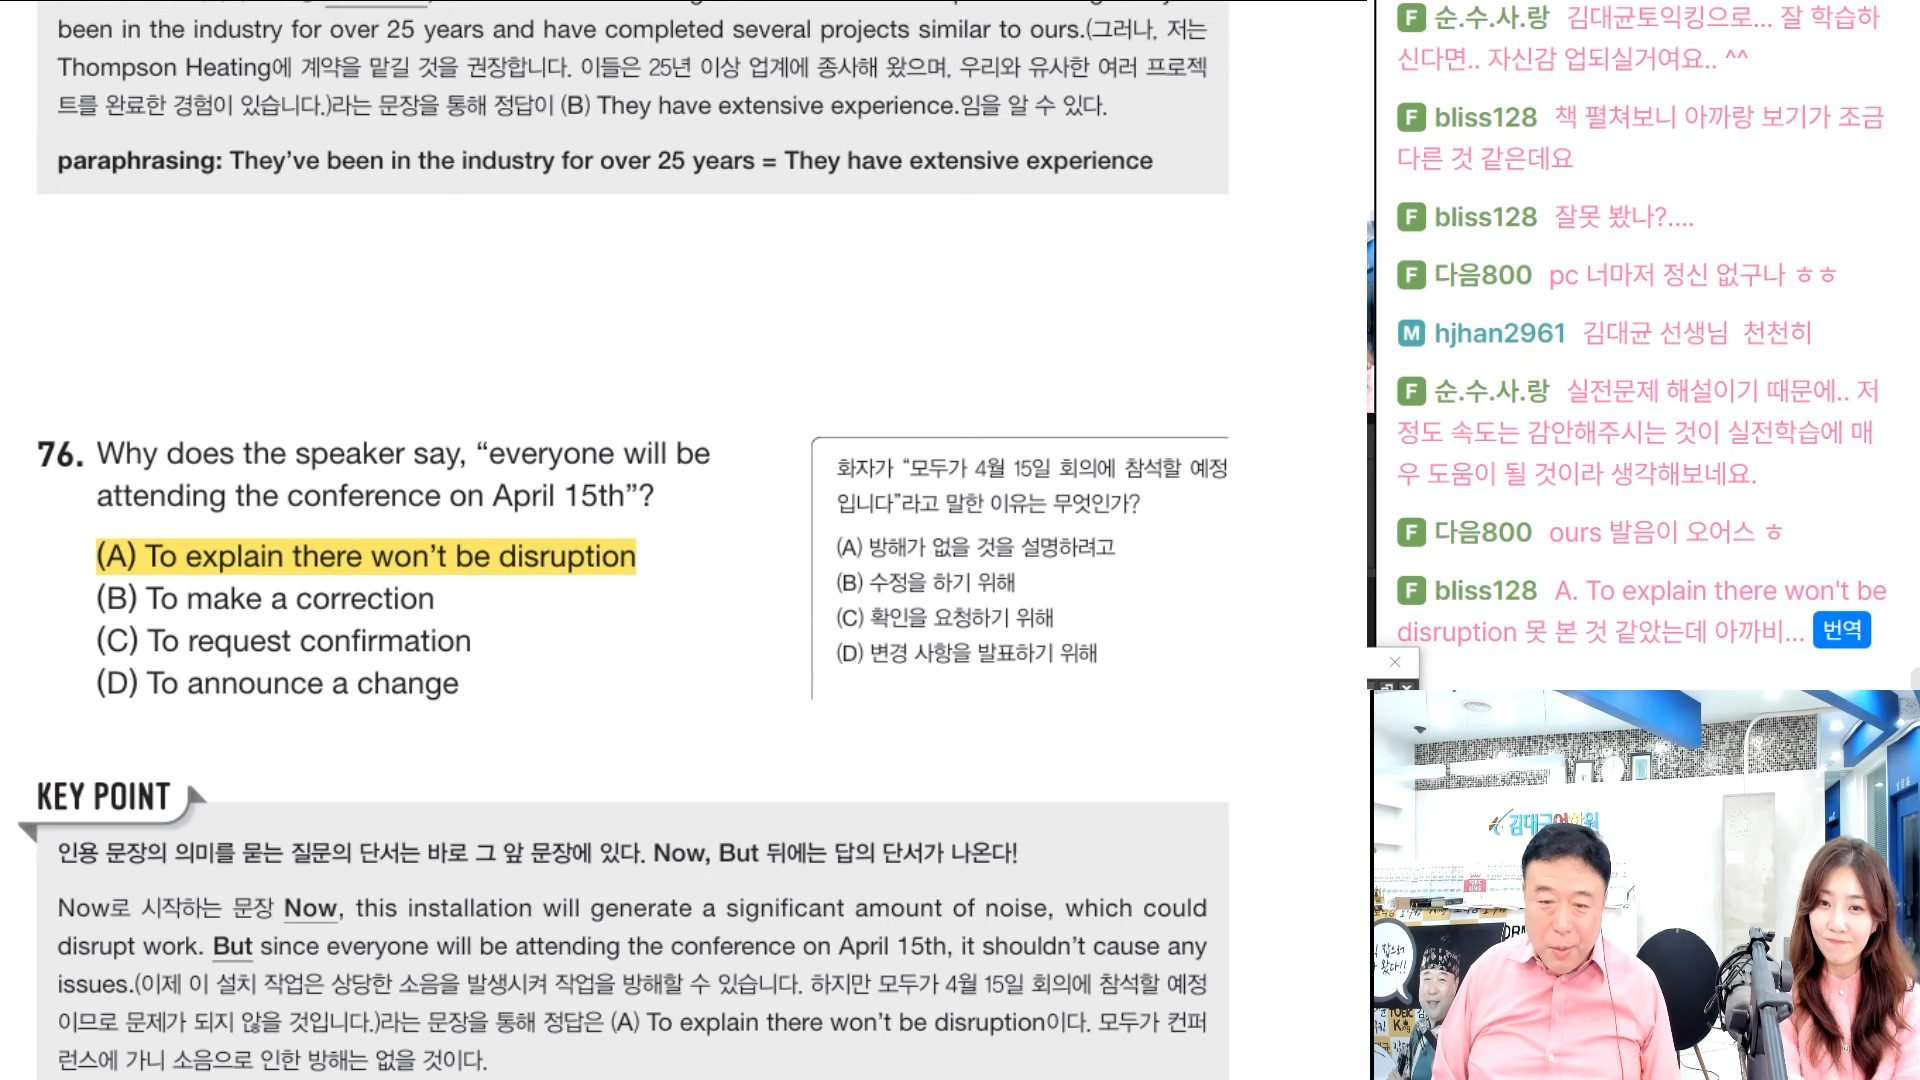 been in the industry for over 25 years and have completed several projects similar to ours.(그러나, 저는
Thompson Heating에 계약을 맡길 것을 권장합니다. 이들은 25년 이상 업계에 종사해 왔으며, 우리와 유사한 여러 프로젝
트를 완료한 경험이 있습니다.)라는 문장을 통해 정답이 (B) They have extensive experience.임을 알 수 있다.
paraphrasing: They’ve been in the industry for over 25 years = They have extensive experience
76. Why does the speaker say, “everyone will be
attending the conference on April 15th”?
(A) To explain there won’t be disruption
(B) To make a correction
(C) To request confirmation
(D) To announce a change
화자가 “모두가 4월 15일 회의에 참석할 예정
입니다”라고 말한 이유는 무엇인가?
(A) 방해가 없을 것을 설명하려고
(B) 수정을 하기 위해
(C) 확인을 요청하기 위해
(D) 변경 사항을 발표하기 위해
KEY POINT
인용 문장의 의미를 묻는 질문의 단서는 바로 그 앞 문장에 있다. Now, But 뒤에는 답의 단서가 나온다!
Now로 시작하는 문장 Now, this installation will generate a significant amount of noise, which could
disrupt work. But since everyone will be attending the conference on April 15th, it shouldn’t cause any
issues.(이제 이 설치 작업은 상당한 소음을 발생시켜 작업을 방해할 수 있습니다. 하지만 모두가 4월 15일 회의에 참석할 예정
이므로 문제가 되지 않을 것입니다.)라는 문장을 통해 정답은 (A) To explain there won’t be disruption이다. 모두가 컨퍼
런스에 가니 소음으로 인한 방해는 없을 것이다.
F 순.수.사.랑 김대균토익킹으로... 잘 학습하
신다면.. 자신감 업되실거여요.. ^^
F bliss128 책 펼쳐보니 아까랑 보기가 조금
다른 것 같은데요
F bliss128 잘못 봤나?....
F 다음800 pc 너마저 정신 없구나 ㅎㅎ
M hjhan2961 김대균 선생님 천천히
F 순.수.사.랑 실전문제 해설이기 때문에.. 저
정도 속도는 감안해주시는 것이 실전학습에 매
우 도움이 될 것이라 생각해보네요.
F 다음800 ours 발음이 오어스 ㅎ
F bliss128 A. To explain there won't be
disruption 못 본 것 같았는데 아까비... 번역
TOEIC